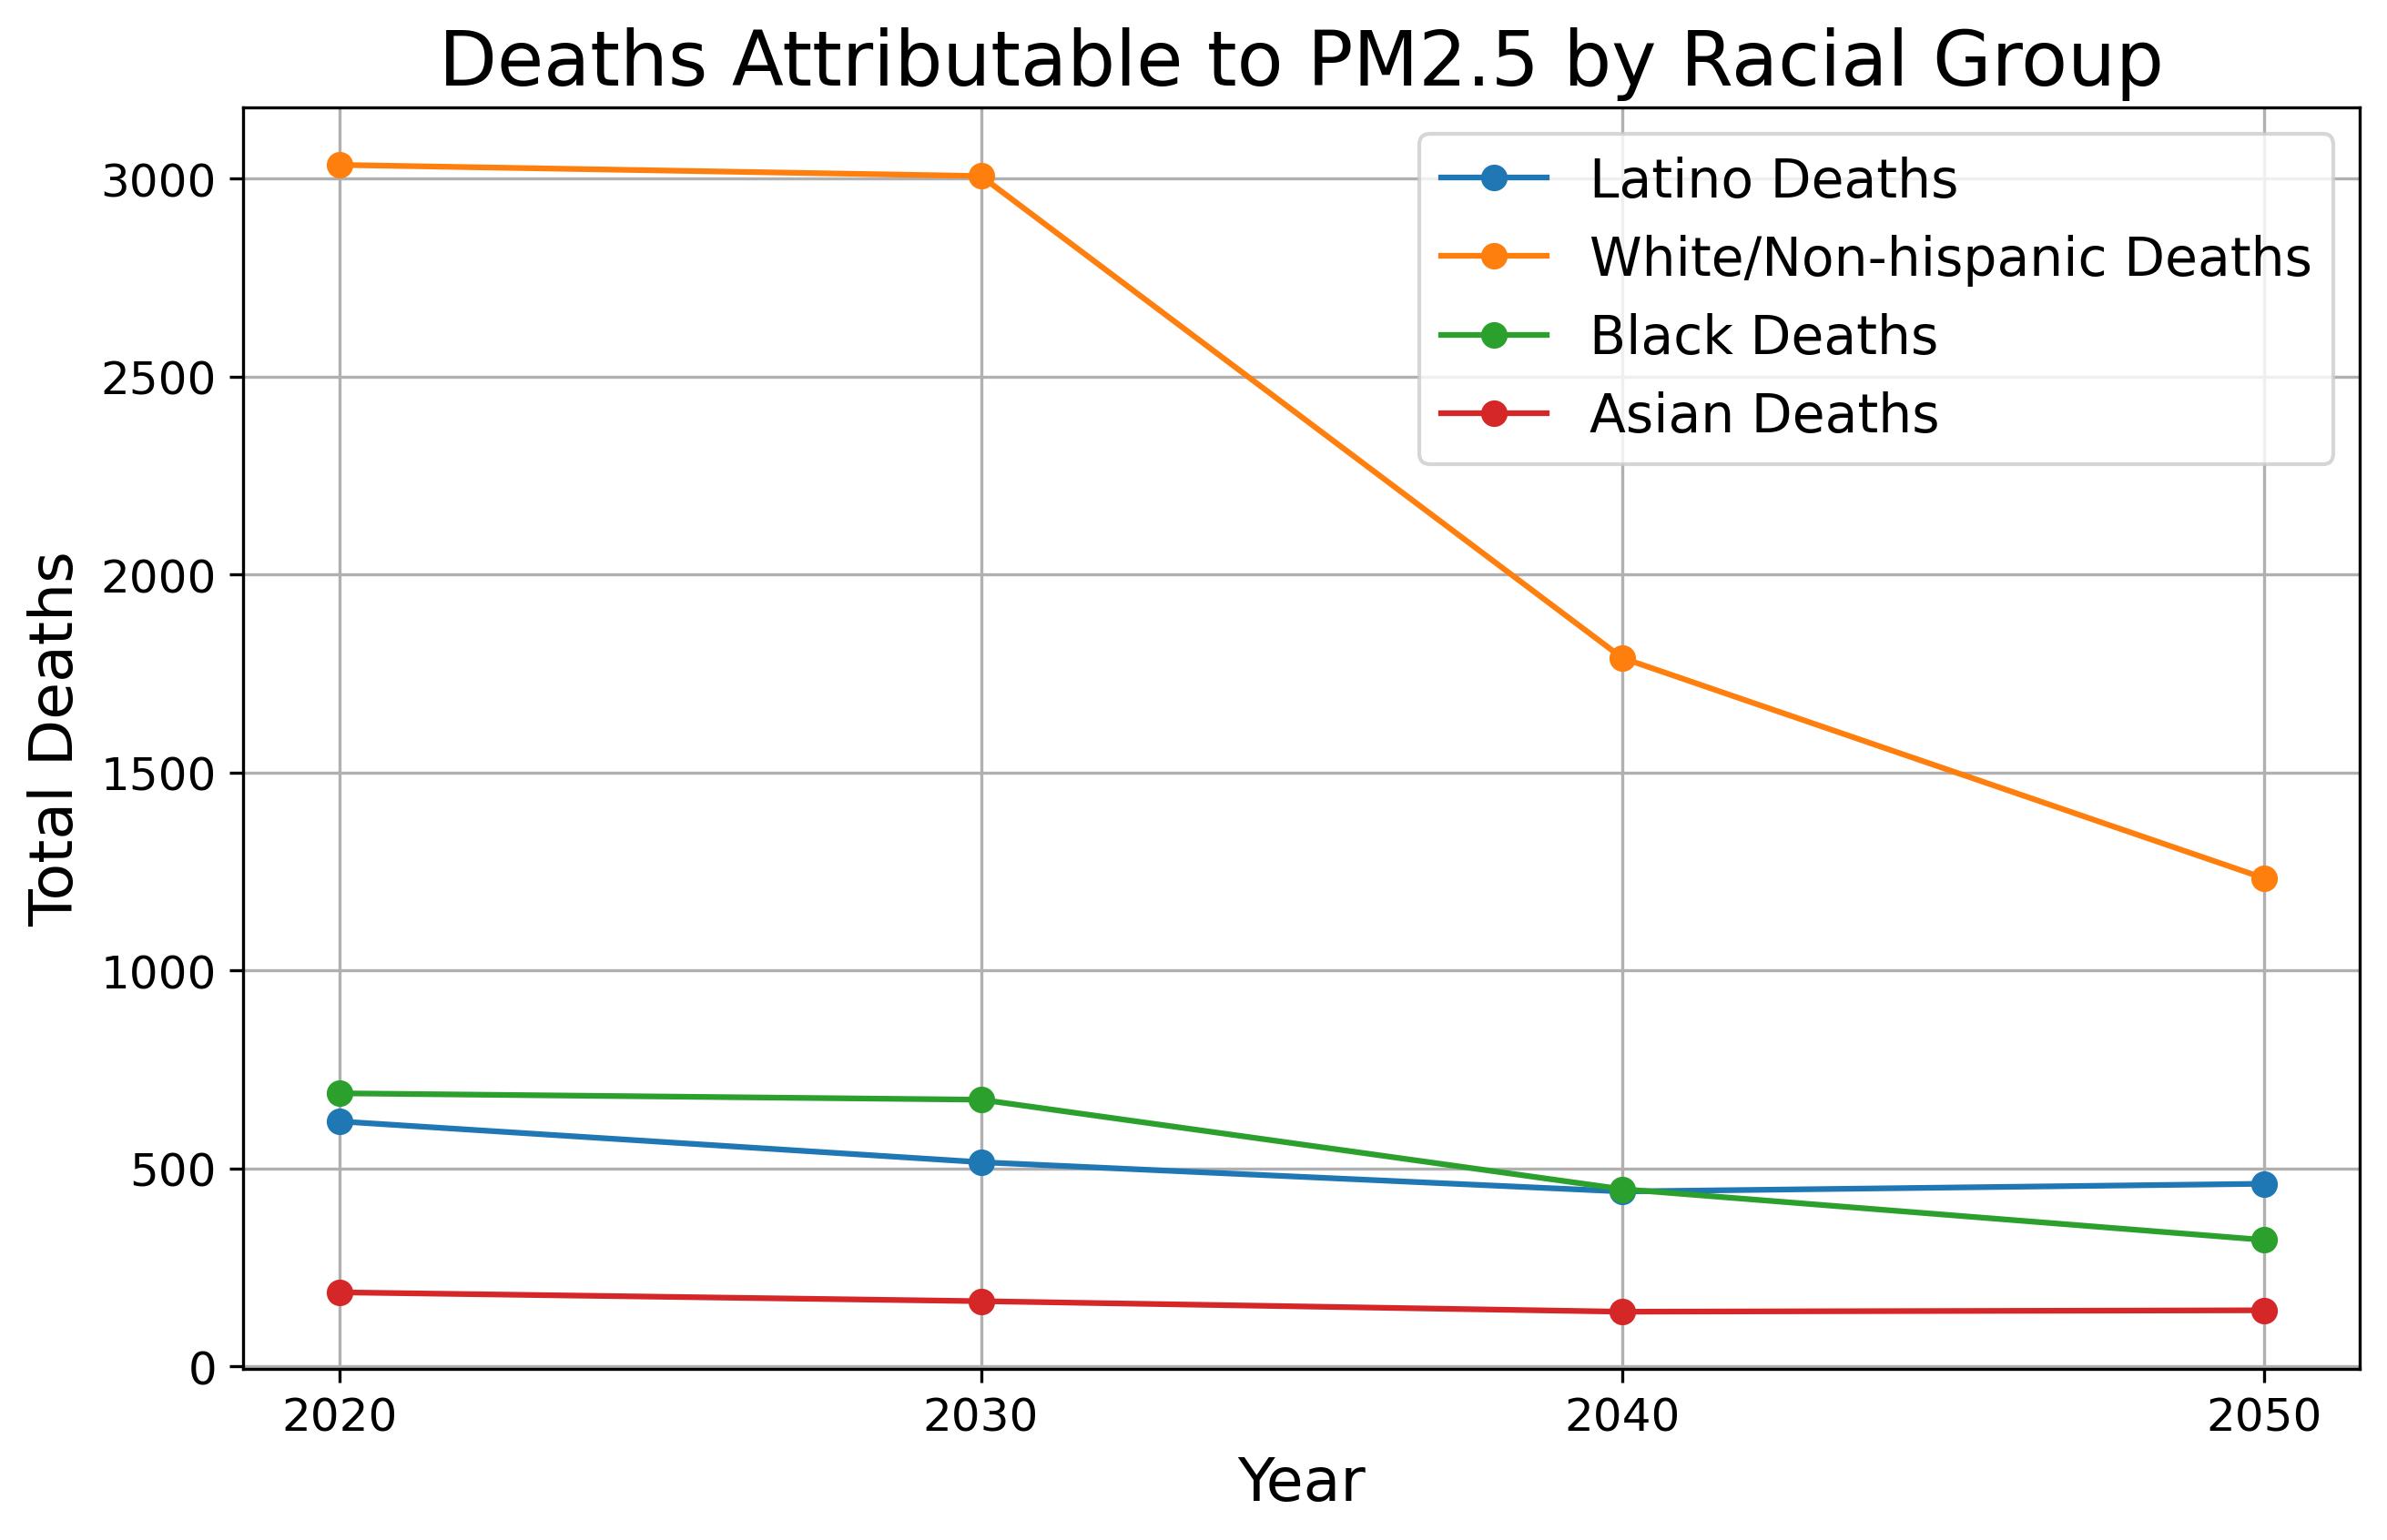 Deaths Attributable to PM2.5 by Racial Group
Latino Deaths
White/Non-hispanic Deaths
Black Deaths
Asian Deaths
Total Deaths
3000
2500
2000
1500
1000
500
0
2020 2030 2040 2050
Year